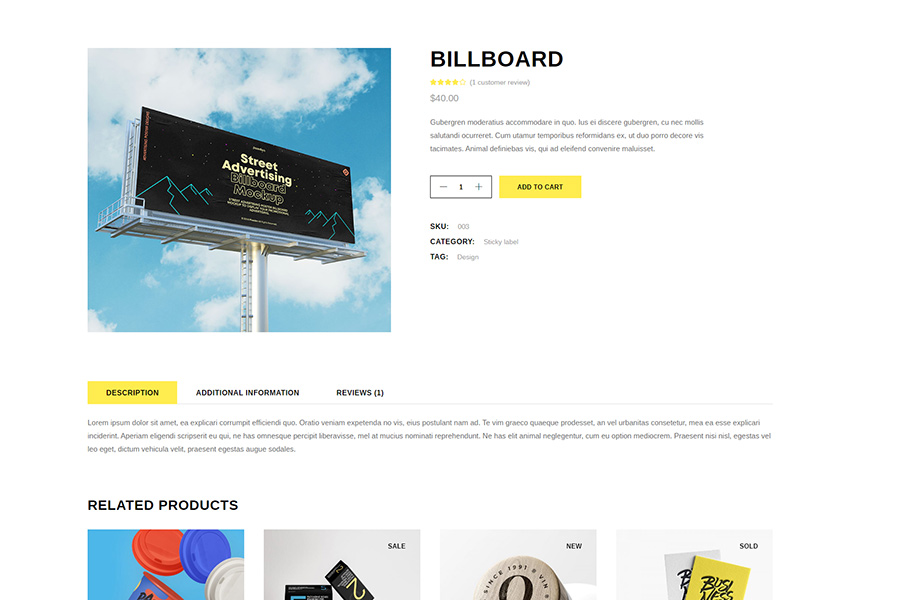 BILLBOARD
(1 customer review)
$40.00
Gubergren moderatius accommodare in quo. Ius ei discere gubergren, cu nec mollis
salutandi ocurreret. Cum utamur temporibus reformidans ex, ut duo porro decore vis
tacimates. Animal definiebas vis, qui ad eleifend convenire maluisset.
— 1 + ADD TO CART
SKU: 003
CATEGORY: Sticky label
TAG: Design
Street
Advertising
Billboard
Mockup
DESCRIPTION ADDITIONAL INFORMATION REVIEWS (1)
Lorem ipsum dolor sit amet, ea explicari corrumpit efficiendi quo. Oratio veniam expetenda no vis, eius postulant nam ad. Te vim graeco quaeque prodesset, an vel urbanitas consetetur, mea ea esse explicari
inciderint. Aperiam eligendi scripserit eu qui, ne has omnesque percipit liberavisse, mel at mucius nominati reprehendunt. Ne has elit animal neglegentur, cum eu option mediocrem. Praesent nisi nisl, egestas vel
leo eget, dictum vehicula velit, praesent egestas augue sodales.
RELATED PRODUCTS
SALE
NEW
SOLD
SINCE 1991
BUSI
NESS